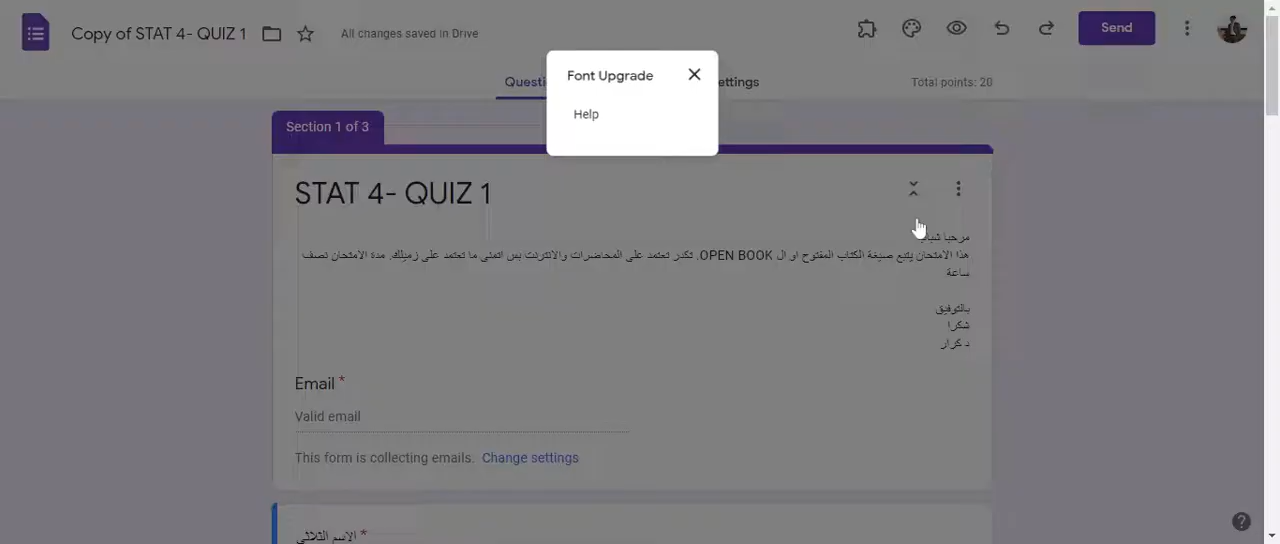 Copy of STAT 4- QUIZ 1
All changes saved in Drive
Send
Font Upgrade
Help
Questi
ettings
Total points: 20
Section 1 of 3
STAT 4- QUIZ 1
مرحبا شباب
هذا الامتحان يتبع صيغة الكتاب المفتوح او ال OPEN BOOK. تكدر تعتمد على المحاضرات والانترنت بس اتمنى ما تعتمد على زميلك. مدة الامتحان نصف
ساعة
بالتوفيق
شكرا
د كرار
Email *
Valid email
This form is collecting emails. Change settings
الاسم الثلاثي *